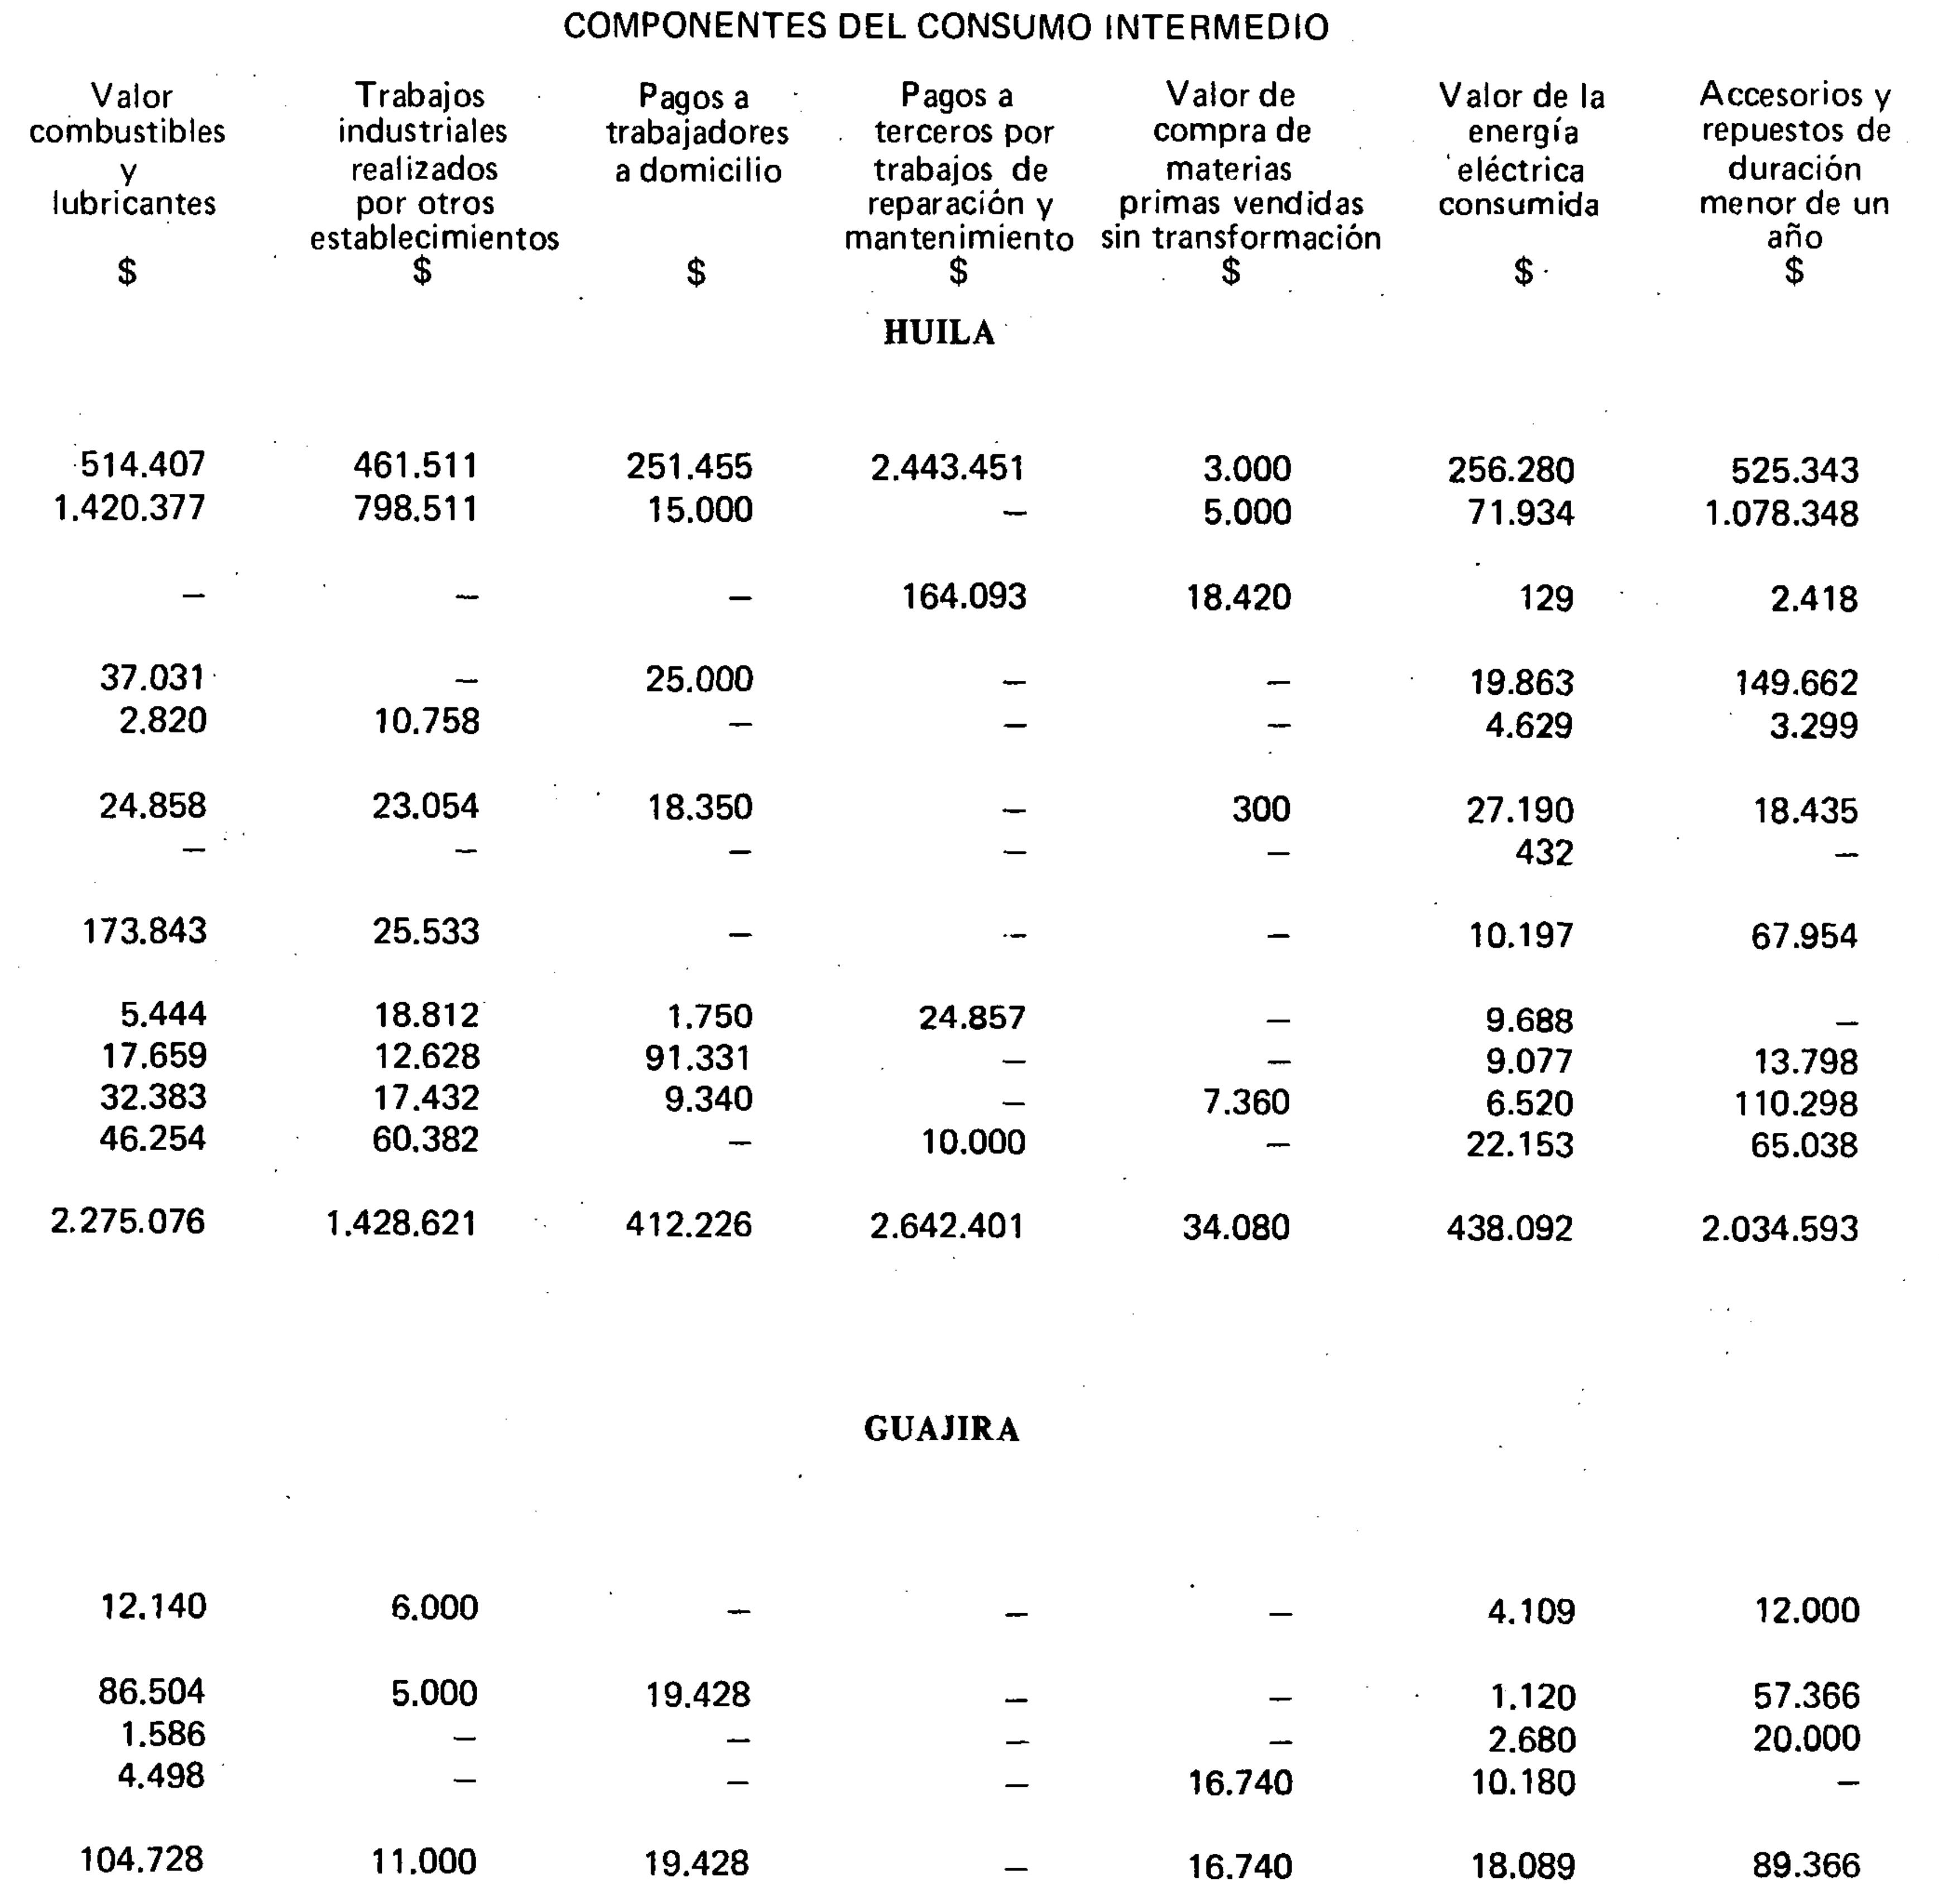 COMPONENTES DEL CONSUMO INTERMEDIO
Valor Trabajos Pagos a Pagos a Valor de Valor de la Accesorios y
combustibles industriales trabajadores terceros por compra de energía repuestos de
y realizados a domicilio trabajos de materias eléctrica duración
lubricantes por otros reparación y primas vendidas consumida menor de un
establecimientos mantenimiento sin transformación año
$ $ $ $ $ $ $
HUILA
514.407 461.511 251.455 2.443.451 3.000 256.280 525.343
1.420.377 798.511 15.000 — 5.000 71.934 1.078.348
— — — 164.093 18.420 129 2.418
37.031 — 25.000 — — 19.863 149.662
2.820 10.758 — — — 4.629 3.299
24.858 23.054 18.350 — 300 27.190 18.435
— — — — — 432 —
173.843 25.533 — — — 10.197 67.954
5.444 18.812 1.750 24.857 — 9.688 —
17.659 12.628 91.331 — — 9.077 13.798
32.383 17.432 9.340 — 7.360 6.520 110.298
46.254 60.382 — 10.000 — 22.153 65.038
2.275.076 1.428.621 412.226 2.642.401 34.080 438.092 2.034.593
GUAJIRA
12.140 6.000 — — — 4.109 12.000
86.504 5.000 19.428 — — 1.120 57.366
1.586 — — — — 2.680 20.000
4.498 — — — 16.740 10.180 —
104.728 11.000 19.428 — 16.740 18.089 89.366